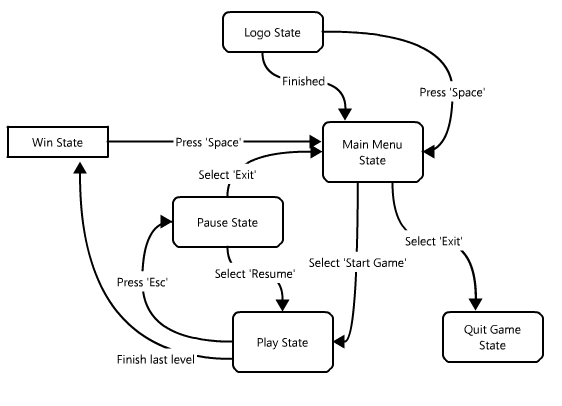 Logo State
Finished
Press 'Space'
Win State
Press 'Space'
Main Menu
State
Select 'Exit'
Pause State
Select 'Exit'
Select 'Start Game'
Select 'Resume'
Press 'Esc'
Play State
Quit Game
State
Finish last level